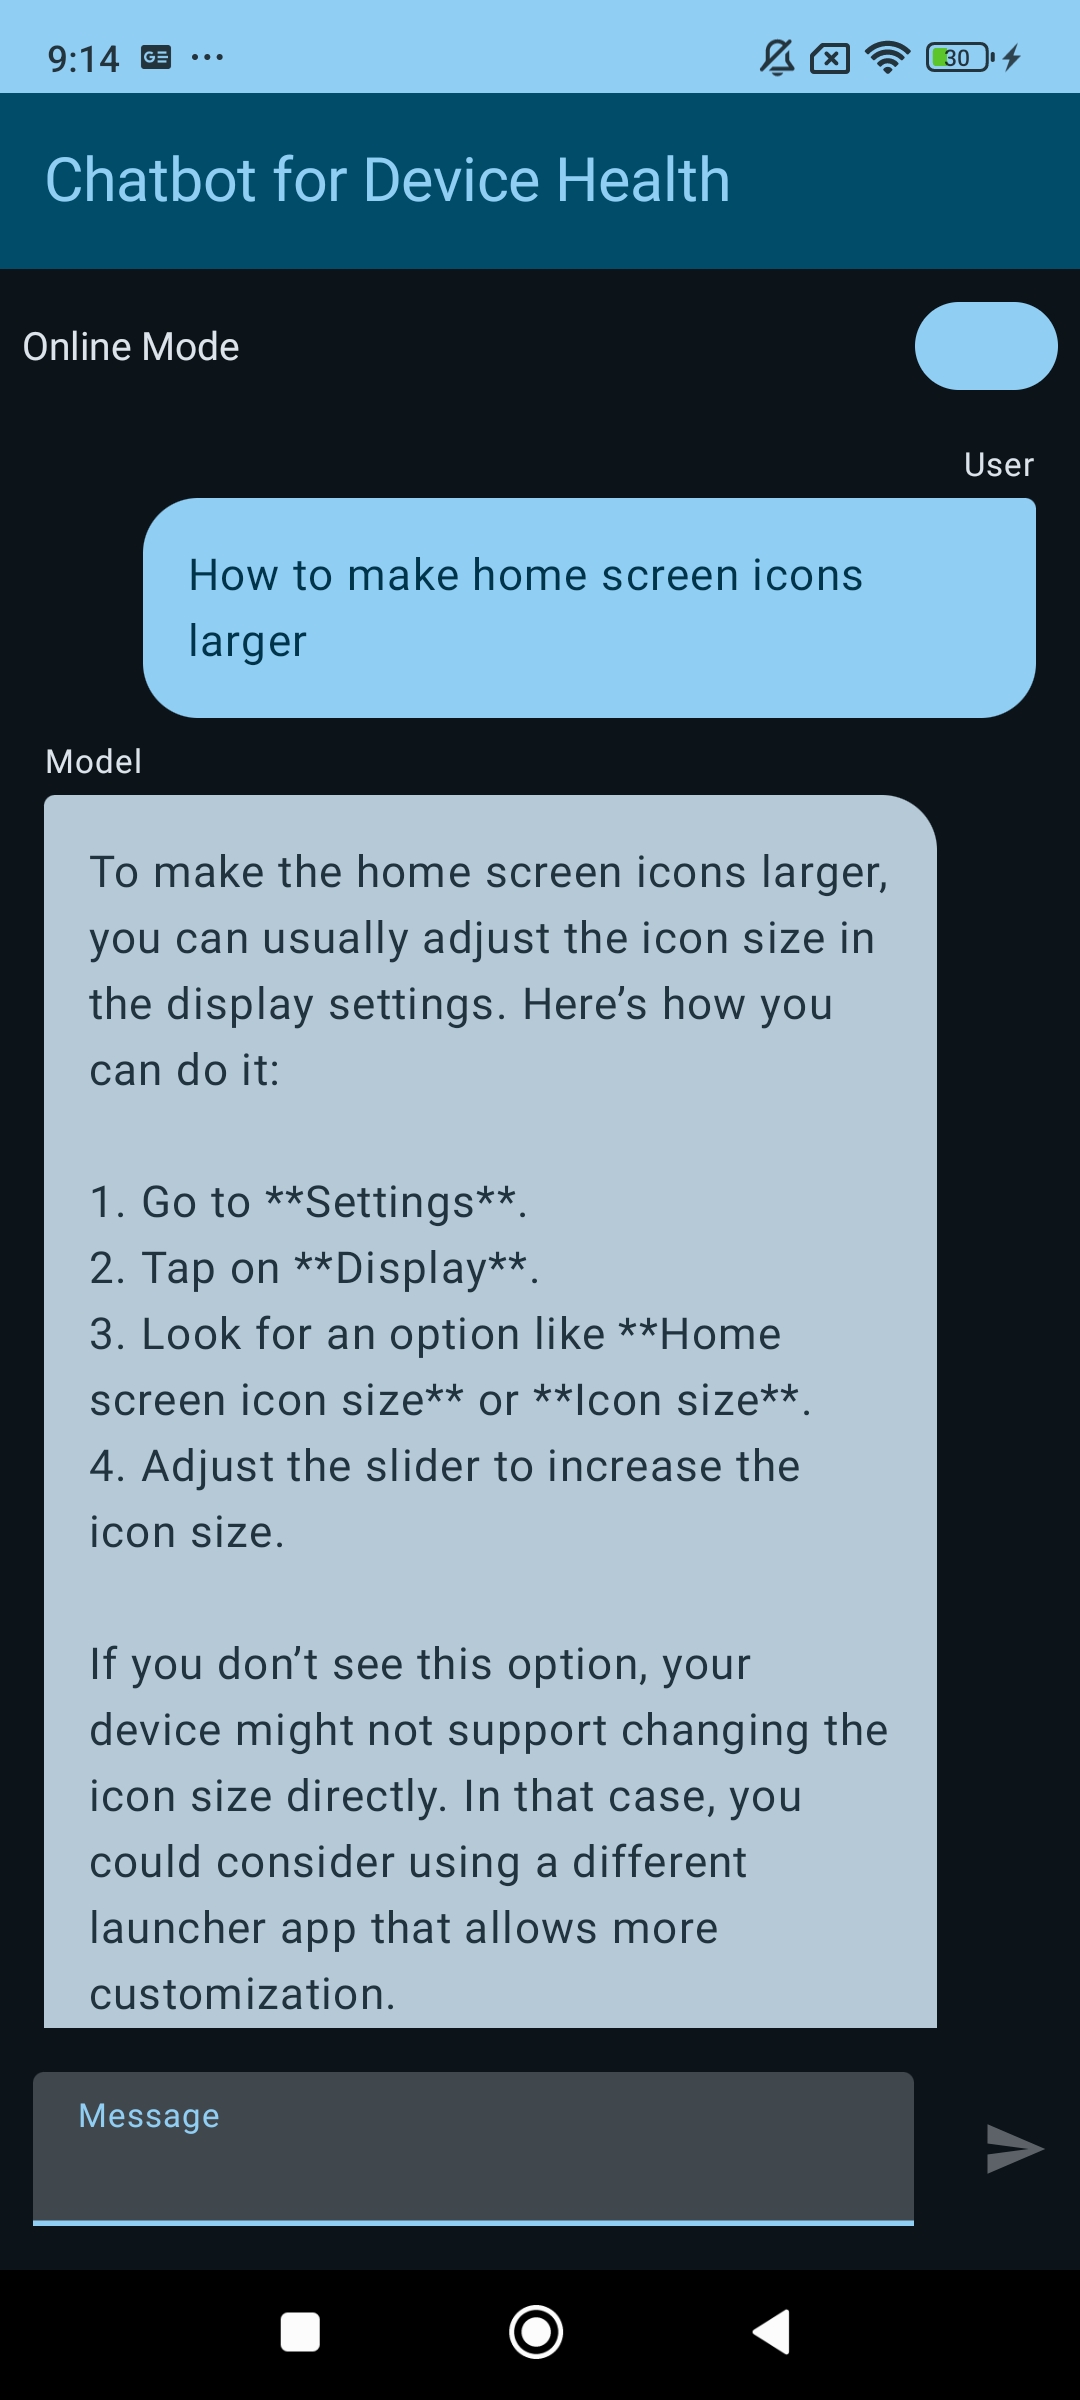 9:14
GE
30
Chatbot for Device Health
Online Mode
User
How to make home screen icons
larger
Model
To make the home screen icons larger,
you can usually adjust the icon size in
the display settings. Here’s how you
can do it:
1. Go to **Settings**.
2. Tap on **Display**.
3. Look for an option like **Home
screen icon size** or **Icon size**.
4. Adjust the slider to increase the
icon size.
If you don’t see this option, your
device might not support changing the
icon size directly. In that case, you
could consider using a different
launcher app that allows more
customization.
Message